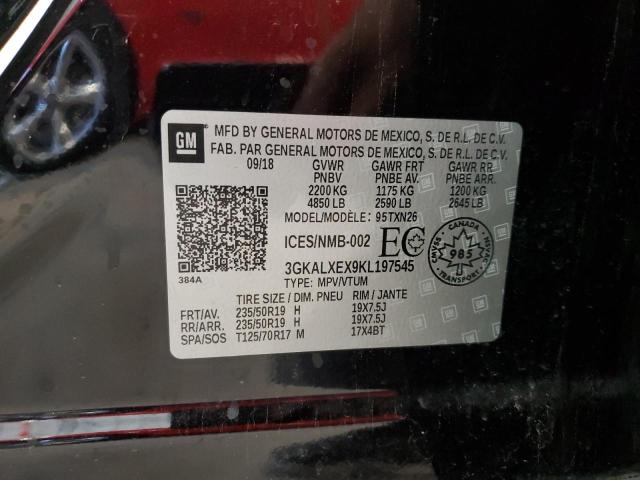 GM
MFD BY GENERAL MOTORS DE MEXICO, S. DE R.L. DE C.V.
FAB. PAR GENERAL MOTORS DE MEXICO, S. DE R.L. DE C.V.
09/18 GVWR GAWR FRT GAWR RR
PNBV PNBE AV. PNBE ARR.
2200 KG 1175 KG 1200 KG
4850 LB 2590 LB 2645 LB
MODEL/MODÈLE: 95TXN26
ICES/NMB-002 EC
CANADA
985
TRANSPORT
384A
3GKALXEX9KL197545
TYPE: MPV/VTUM
TIRE SIZE / DIM. PNEU RIM / JANTE
FRT/AV. 235/50R19 H 19X7.5J
RR/ARR. 235/50R19 H 19X7.5J
SPA/SOS T125/70R17 M 17X4BT